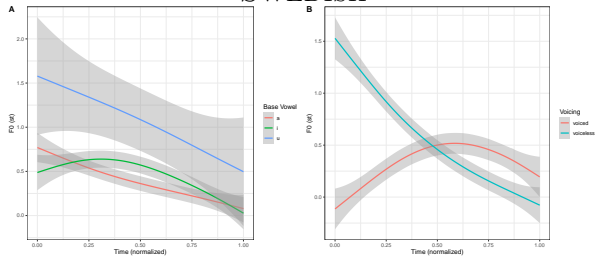 SWEDISH
A
F0 (st)
2.0
1.5
1.0
0.5
0.0
0.00 0.25 0.50 0.75 1.00
Time (normalized)
Base Vowel
a
i
u
B
F0 (st)
1.5
1.0
0.5
0.0
0.00 0.25 0.50 0.75 1.00
Time (normalized)
Voicing
voiced
voiceless